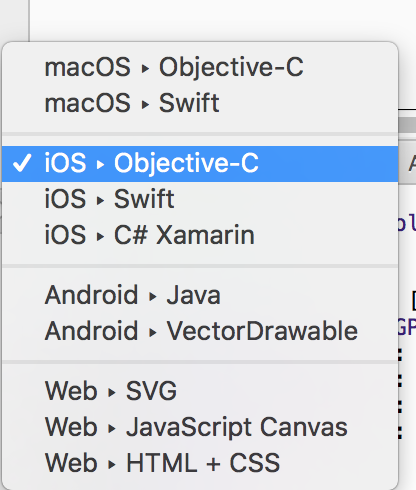 macOS ▸ Objective-C
macOS ▸ Swift
✓ iOS ▸ Objective-C
iOS ▸ Swift
iOS ▸ C# Xamarin
Android ▸ Java
Android ▸ VectorDrawable
Web ▸ SVG
Web ▸ JavaScript Canvas
Web ▸ HTML + CSS